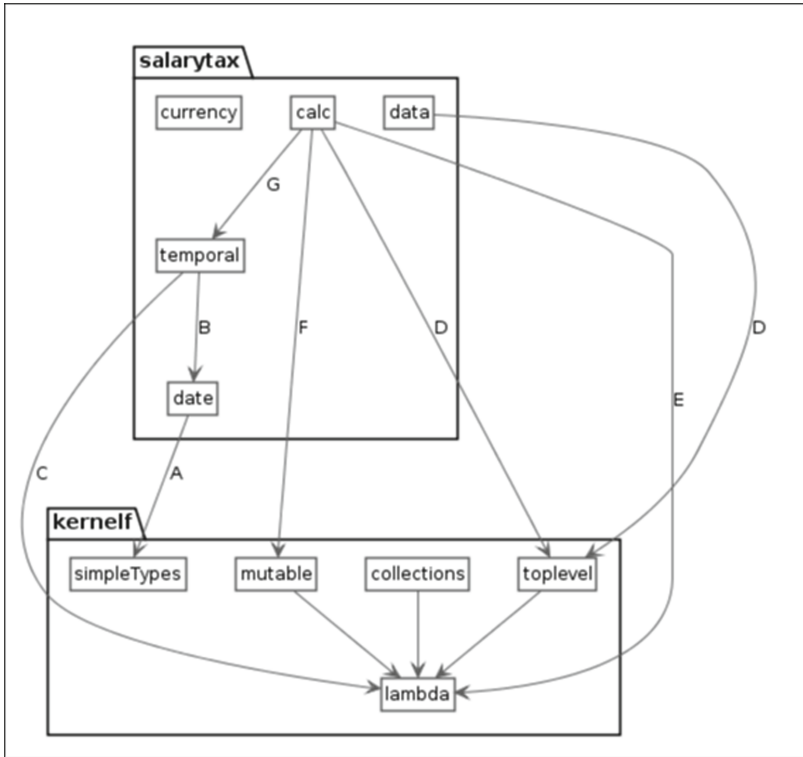 salarytax
currency
calc
data
G
temporal
B
F
D
D
date
E
C
A
kernelf
simpleTypes
mutable
collections
toplevel
lambda